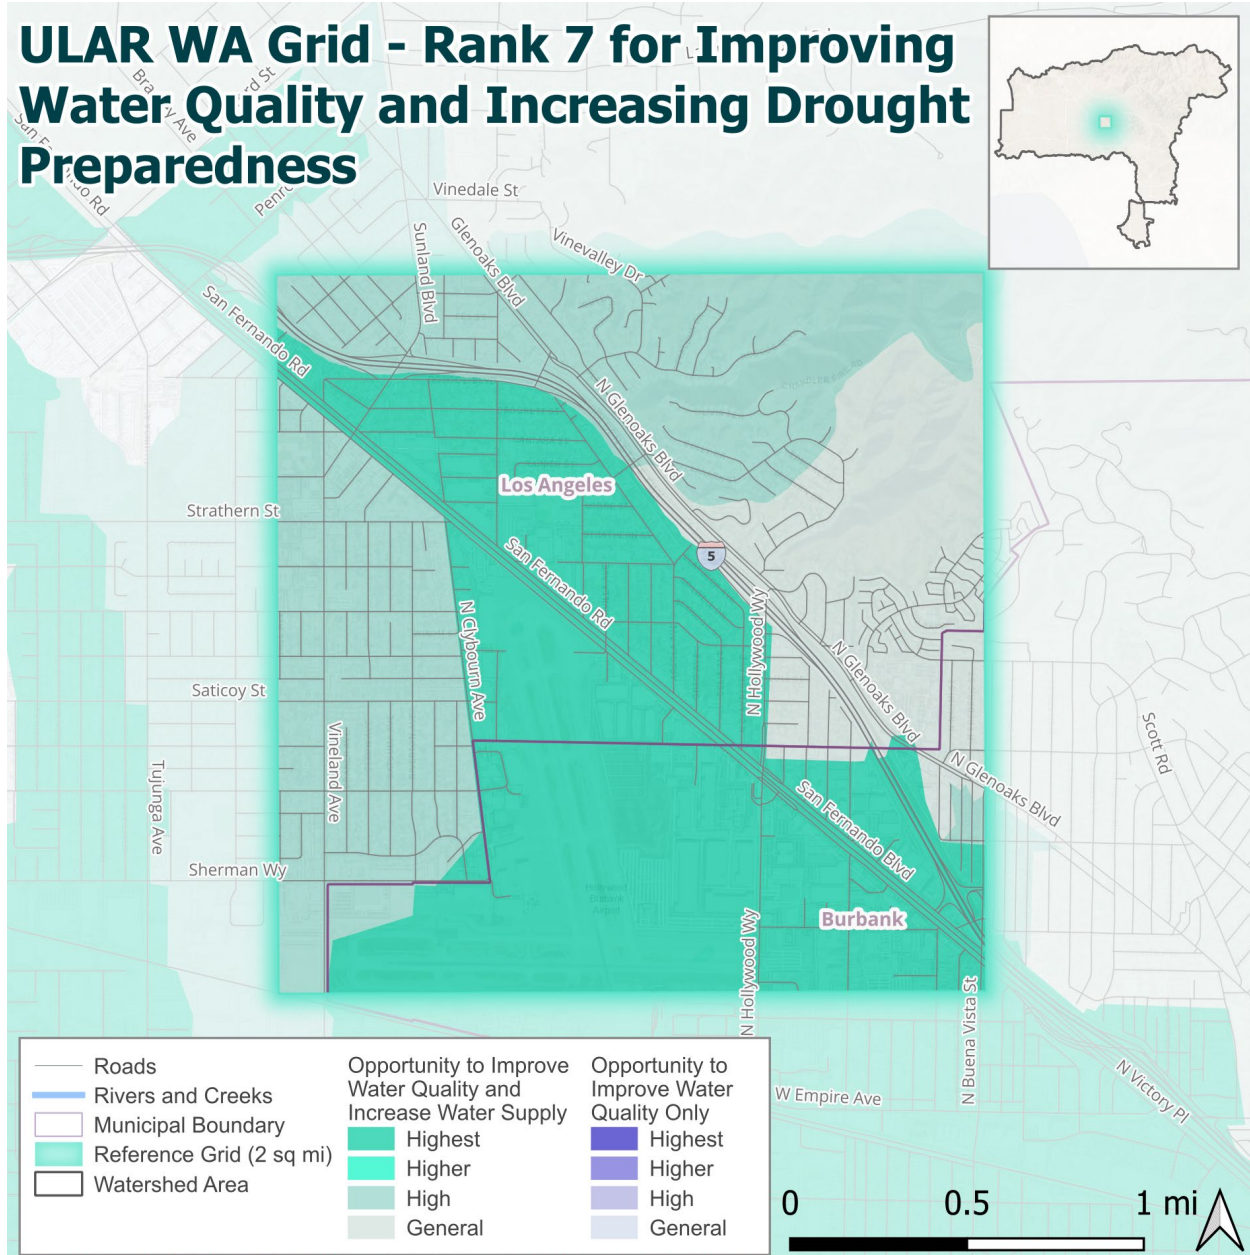 ULAR WA Grid - Rank 7 for Improving
Water Quality and Increasing Drought
Preparedness
Vinedale St
Sunland Blvd
Glenoaks Blvd
Vinevalley Dr
San Fernando Rd
N Glenoaks Blvd
Los Angeles
Strathern St
5
San Fernando Rd
N Clybourn Ave
N Hollywood Wy
N Glenoaks Blvd
Saticoy St
Vineland Ave
Tujunga Ave
Scott Rd
N Glenoaks Blvd
San Fernando Blvd
Sherman Wy
Burbank
N Hollywood Wy
N Buena Vista St
W Empire Ave
N Victory Pl
Roads
Rivers and Creeks
Municipal Boundary
Reference Grid (2 sq mi)
Watershed Area
Opportunity to Improve
Water Quality and
Increase Water Supply
Highest
Higher
High
General
Opportunity to
Improve Water
Quality Only
Highest
Higher
High
General
0 0.5 1 mi